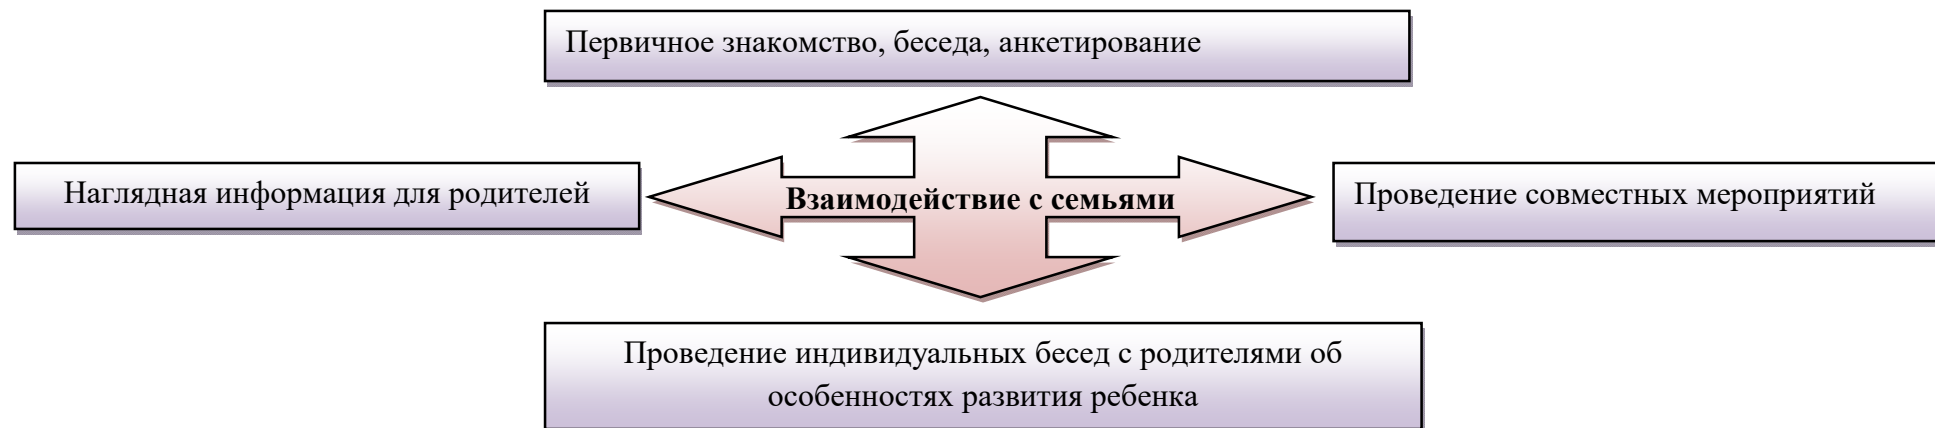 Первичное знакомство, беседа, анкетирование
Наглядная информация для родителей
Взаимодействие с семьями
Проведение совместных мероприятий
Проведение индивидуальных бесед с родителями об
особенностях развития ребенка